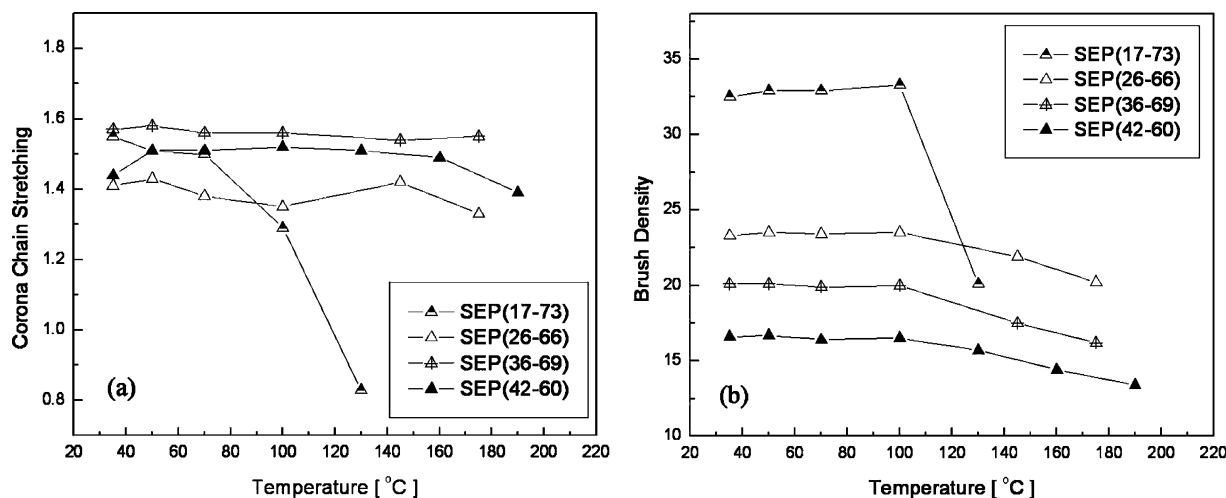 1.8
1.6
1.4
1.2
1.0
0.8
Corona Chain Stretching
(a)
SEP(17-73)
SEP(26-66)
SEP(36-69)
SEP(42-60)
20 40 60 80 100 120 140 160 180 200 220
Temperature [ °C]
35
30
25
20
15
10
Brush Density
SEP(17-73)
SEP(26-66)
SEP(36-69)
SEP(42-60)
(b)
20 40 60 80 100 120 140 160 180 200 220
Temperature [ °C]